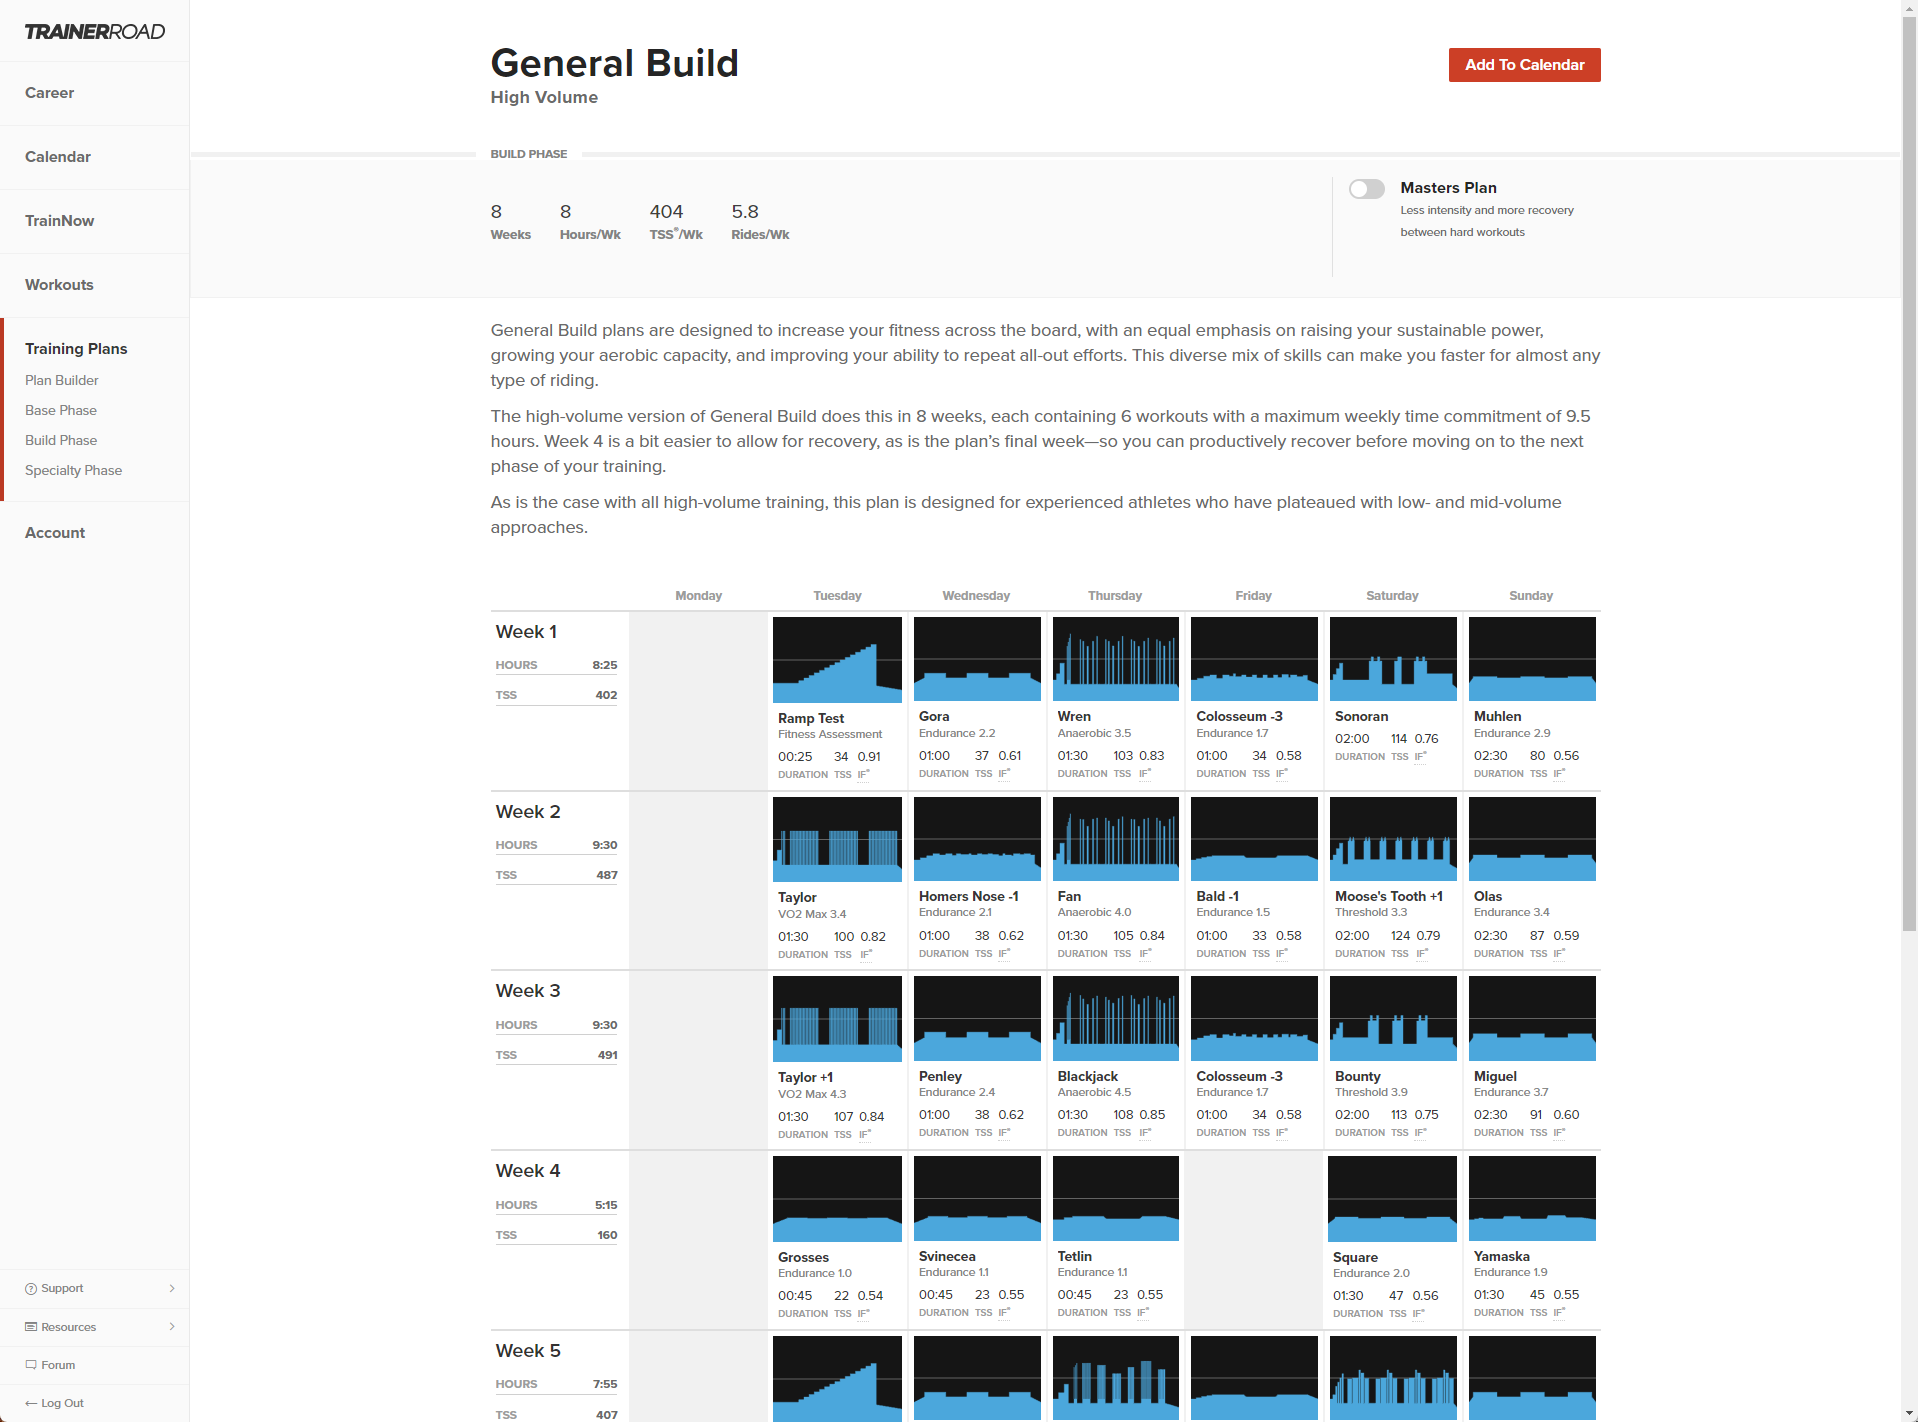 TRAINERROAD
Career
Calendar
TrainNow
Workouts
Training Plans
Plan Builder
Base Phase
Build Phase
Specialty Phase
Account
Support
Resources
Forum
Log Out
General Build
High Volume
Add To Calendar
BUILD PHASE
8 8 404 5.8
Weeks Hours/Wk TSS®/Wk Rides/Wk
Masters Plan
Less intensity and more recovery
between hard workouts
General Build plans are designed to increase your fitness across the board, with an equal emphasis on raising your sustainable power,
growing your aerobic capacity, and improving your ability to repeat all-out efforts. This diverse mix of skills can make you faster for almost any
type of riding.
The high-volume version of General Build does this in 8 weeks, each containing 6 workouts with a maximum weekly time commitment of 9.5
hours. Week 4 is a bit easier to allow for recovery, as is the plan’s final week—so you can productively recover before moving on to the next
phase of your training.
As is the case with all high-volume training, this plan is designed for experienced athletes who have plateaued with low- and mid-volume
approaches.
Monday Tuesday Wednesday Thursday Friday Saturday Sunday
Week 1
HOURS 8:25
TSS 402
Ramp Test
Fitness Assessment
00:25 34 0.91
DURATION TSS IF®
Gora
Endurance 2.2
01:00 37 0.61
DURATION TSS IF®
Wren
Anaerobic 3.5
01:30 103 0.83
DURATION TSS IF®
Colosseum -3
Endurance 1.7
01:00 34 0.58
DURATION TSS IF®
Sonoran
02:00 114 0.76
DURATION TSS IF®
Muhlen
Endurance 2.9
02:30 80 0.56
DURATION TSS IF®
Week 2
HOURS 9:30
TSS 487
Taylor
VO2 Max 3.4
01:30 100 0.82
DURATION TSS IF®
Homers Nose -1
Endurance 2.1
01:00 38 0.62
DURATION TSS IF®
Fan
Anaerobic 4.0
01:30 105 0.84
DURATION TSS IF®
Bald -1
Endurance 1.5
01:00 33 0.58
DURATION TSS IF®
Moose's Tooth +1
Threshold 3.3
02:00 124 0.79
DURATION TSS IF®
Olas
Endurance 3.4
02:30 87 0.59
DURATION TSS IF®
Week 3
HOURS 9:30
TSS 491
Taylor +1
VO2 Max 4.3
01:30 107 0.84
DURATION TSS IF®
Penley
Endurance 2.4
01:00 38 0.62
DURATION TSS IF®
Blackjack
Anaerobic 4.5
01:30 108 0.85
DURATION TSS IF®
Colosseum -3
Endurance 1.7
01:00 34 0.58
DURATION TSS IF®
Bounty
Threshold 3.9
02:00 113 0.75
DURATION TSS IF®
Miguel
Endurance 3.7
02:30 91 0.60
DURATION TSS IF®
Week 4
HOURS 5:15
TSS 160
Grosses
Endurance 1.0
00:45 22 0.54
DURATION TSS IF®
Svinecea
Endurance 1.1
00:45 23 0.55
DURATION TSS IF®
Tetlin
Endurance 1.1
00:45 23 0.55
DURATION TSS IF®
Square
Endurance 2.0
01:30 47 0.56
DURATION TSS IF®
Yamaska
Endurance 1.9
01:30 45 0.55
DURATION TSS IF®
Week 5
HOURS 7:55
TSS 407